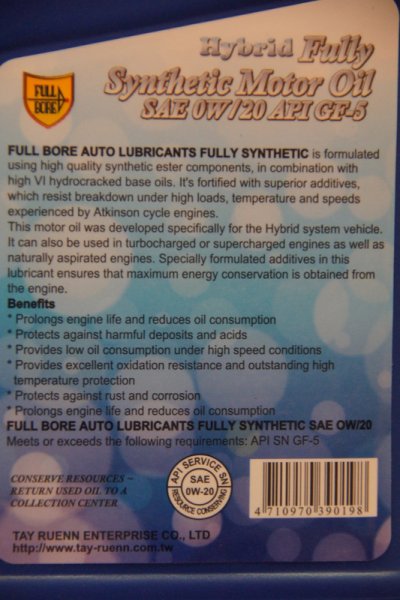 Hybrid Fully
Synthetic Motor Oil
SAE 0W/20 API GF-5
FULL
BORE
FULL BORE AUTO LUBRICANTS FULLY SYNTHETIC is formulated
using high quality synthetic ester components, in combination with
high VI hydrocracked base oils. It's fortified with superior additives,
which resist breakdown under high loads, temperature and speeds
experienced by Atkinson cycle engines.
This motor oil was developed specifically for the Hybrid system vehicle.
It can also be used in turbocharged or supercharged engines as well as
naturally aspirated engines. Specially formulated additives in this
lubricant ensures that maximum energy conservation is obtained from
the engine.
Benefits
* Prolongs engine life and reduces oil consumption
* Protects against harmful deposits and acids
* Provides low oil consumption under high speed conditions
* Provides excellent oxidation resistance and outstanding high
temperature protection
* Protects against rust and corrosion
* Prolongs engine life and reduces oil consumption
FULL BORE AUTO LUBRICANTS FULLY SYNTHETIC SAE OW/20
Meets or exceeds the following requirements: API SN GF-5
CONSERVE RESOURCES ~
RETURN USED OIL TO A
COLLECTION CENTER
API SERVICE SN
SAE
0W-20
RESOURCE CONSERVING
4 710970 390198
TAY RUENN ENTERPRISE CO., LTD
http://www.tay-ruenn.com.tw